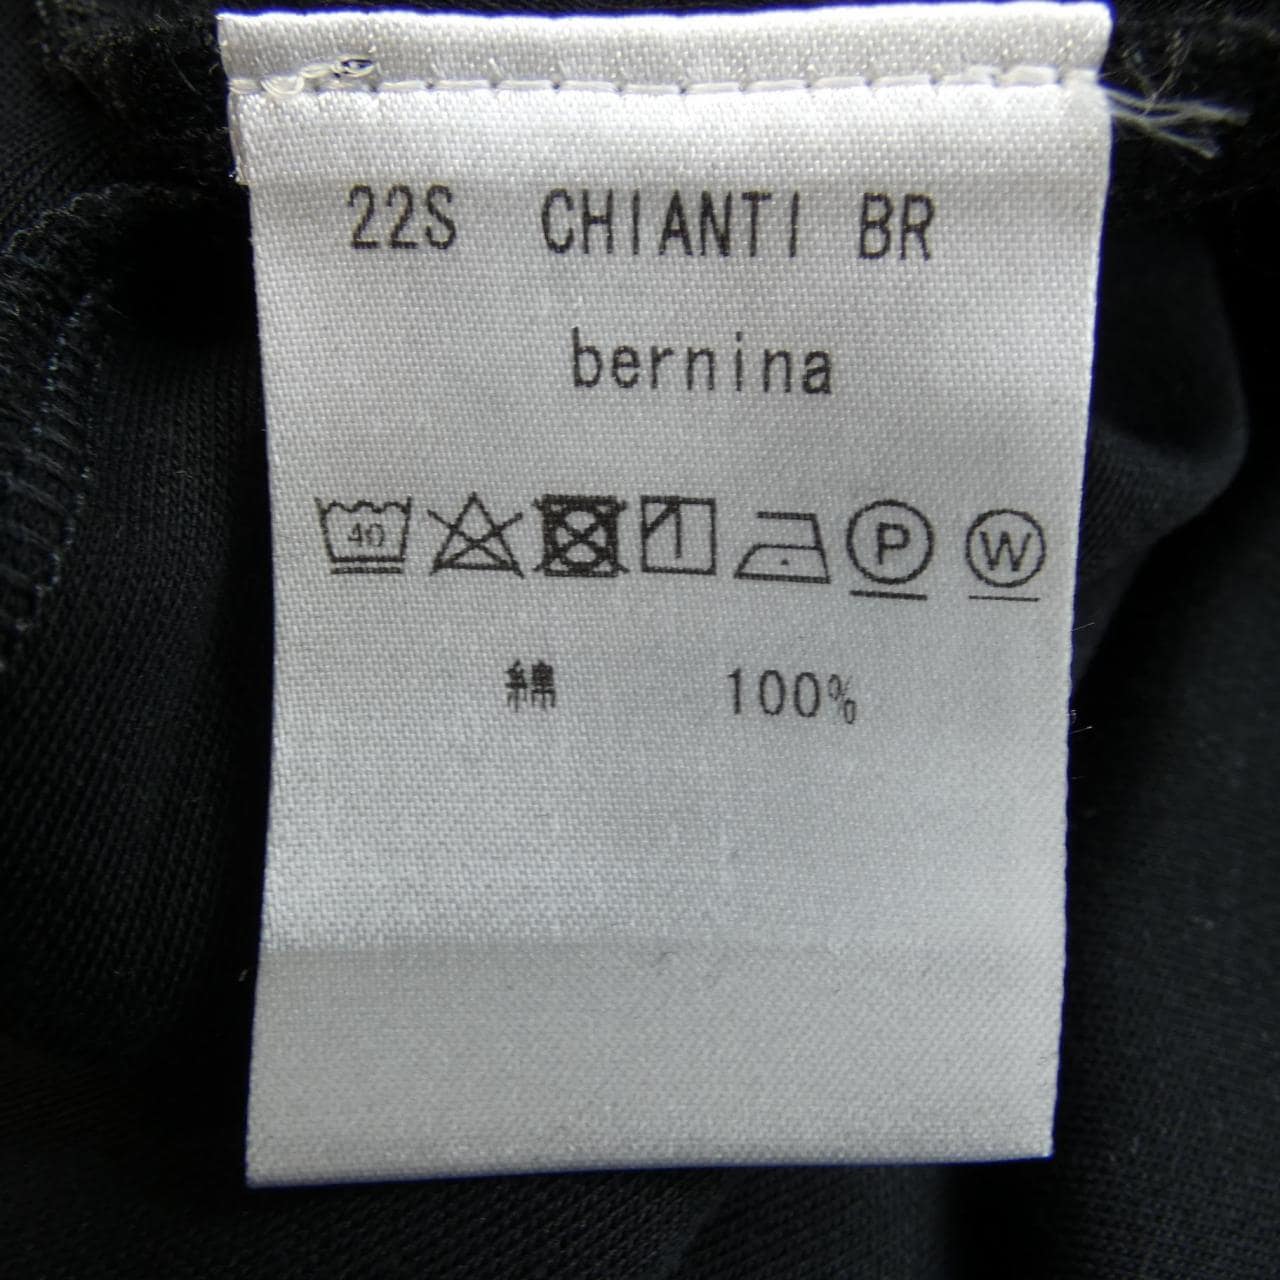 22S CHIANTI BR
bernina
40 P W
綿 100%